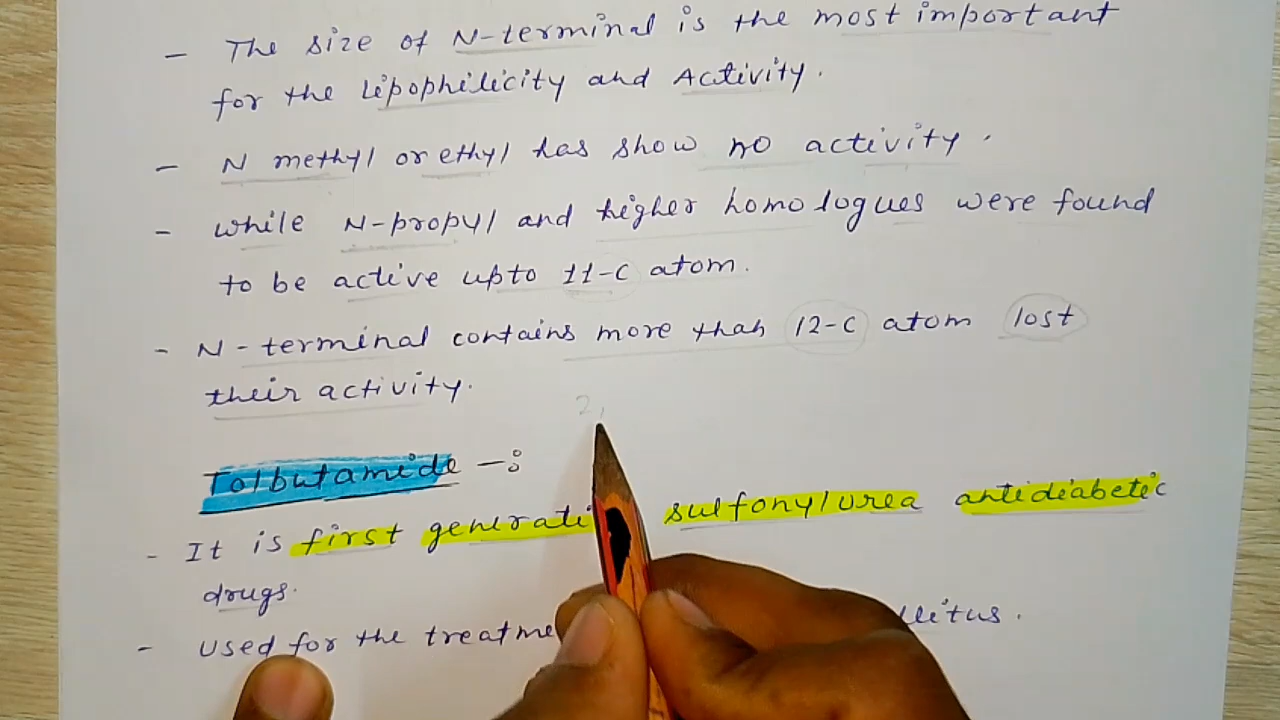 - The size of N-terminal is the most important
for the Lipophilicity and Activity.
- N methyl or ethyl has show no activity.
- while N-propyl and higher homologues were found
to be active upto 11-C atom.
- N-terminal contains more than 12-C atom lost
their activity.
2,
Tolbutamide -:
- It is first generati sulfonylurea antidiabetic
drugs.
- Used for the treatme llitus.